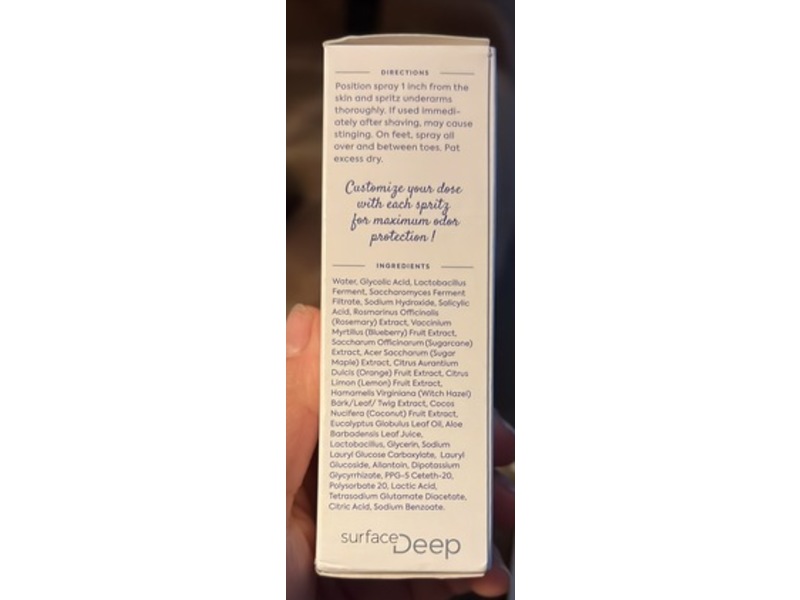 DIRECTIONS
Position spray 1 inch from the
skin and spritz underarms
thoroughly. If used immedi-
ately after shaving, may cause
stinging. On feet, spray all
over and between toes. Pat
excess dry.
Customize your dose
with each spritz
for maximum odor
protection!
INGREDIENTS
Water, Glycolic Acid, Lactobacillus
Ferment, Saccharomyces Ferment
Filtrate, Sodium Hydroxide, Salicylic
Acid, Rosmarinus Officinalis
(Rosemary) Extract, Vaccinium
Myrtillus (Blueberry) Fruit Extract,
Saccharum Officinarum (Sugarcane)
Extract, Acer Saccharum (Sugar
Maple) Extract, Citrus Aurantium
Dulcis (Orange) Fruit Extract, Citrus
Limon (Lemon) Fruit Extract,
Hamamelis Virginiana (Witch Hazel)
Bark/Leaf/ Twig Extract, Cocos
Nucifera (Coconut) Fruit Extract,
Eucalyptus Globulus Leaf Oil, Aloe
Barbadensis Leaf Juice,
Lactobacillus, Glycerin, Sodium
Lauryl Glucose Carboxylate, Lauryl
Glucoside, Allantoin, Dipotassium
Glycyrrhizate, PPG-5 Ceteth-20,
Polysorbate 20, Lactic Acid,
Tetrasodium Glutamate Diacetate,
Citric Acid, Sodium Benzoate.
surface Deep